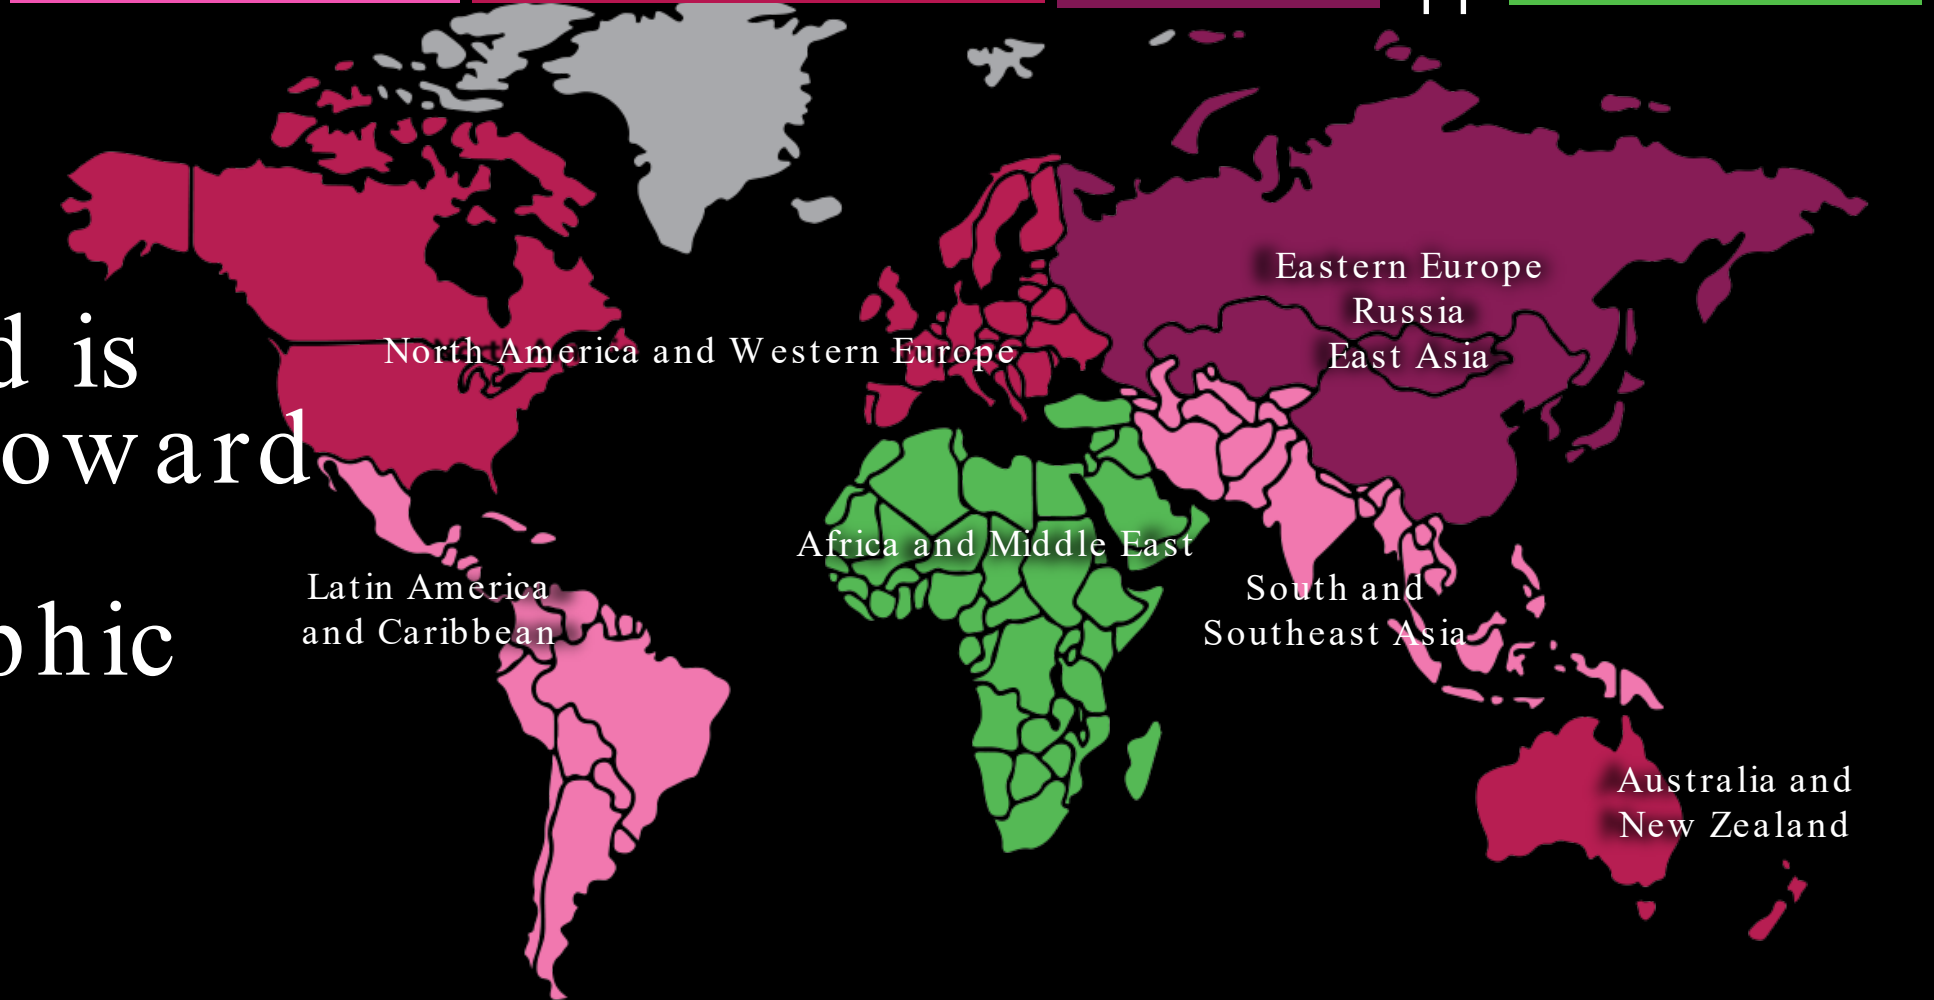 Eastern Europe
Russia
East Asia
d is
North America and Western Europe
oward
Africa and Middle East
Latin America
and Caribbean
South and
Southeast Asia
phic
Australia and
New Zealand